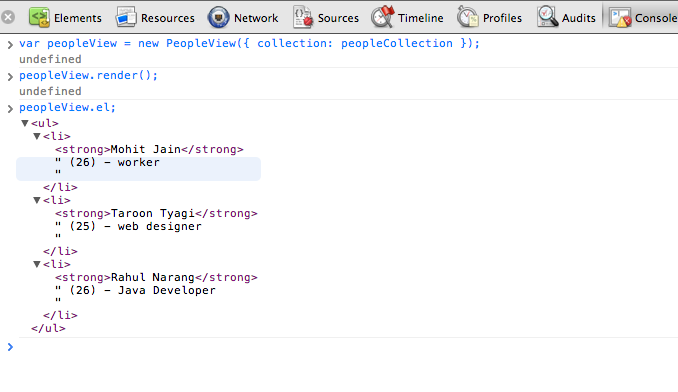 Elements Resources Network Sources Timeline Profiles Audits Console
> var peopleView = new PeopleView({ collection: peopleCollection });
undefined
> peopleView.render();
undefined
> peopleView.el;
▼<ul>
▼<li>
<strong>Mohit Jain</strong>
" (26) - worker
"
</li>
▼<li>
<strong>Taroon Tyagi</strong>
" (25) - web designer
"
</li>
▼<li>
<strong>Rahul Narang</strong>
" (26) - Java Developer
"
</li>
</ul>
>